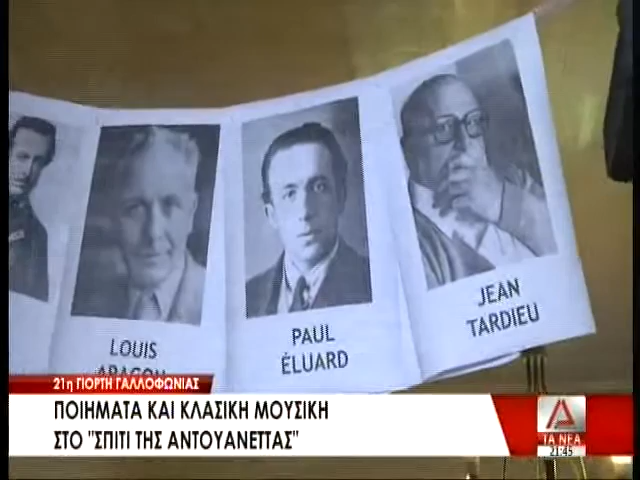 LOUIS
ARAGON
PAUL
ÉLUARD
JEAN
TARDIEU
21η ΓΙΟΡΤΗ ΓΑΛΛΟΦΩΝΙΑΣ
ΠΟΙΗΜΑΤΑ ΚΑΙ ΚΛΑΣΙΚΗ ΜΟΥΣΙΚΗ
ΣΤΟ "ΣΠΙΤΙ ΤΗΣ ΑΝΤΟΥΑΝΕΤΤΑΣ"
ΤΑ ΝΕΑ
21:45